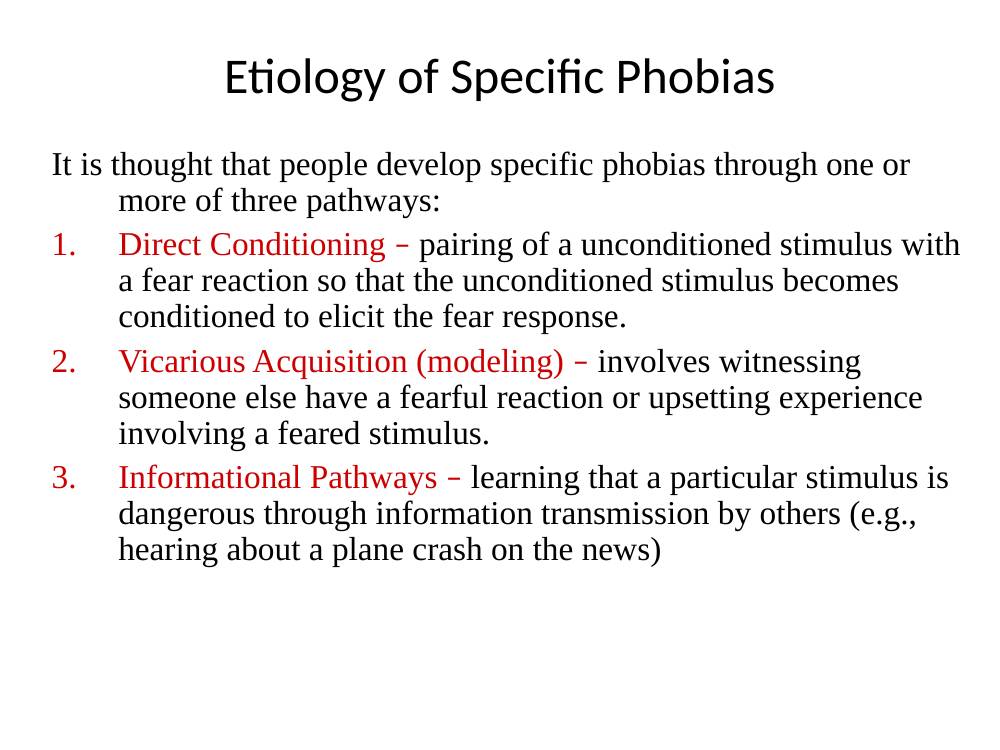 Etiology of Specific Phobias
It is thought that people develop specific phobias through one or
more of three pathways:
1. Direct Conditioning – pairing of a unconditioned stimulus with
a fear reaction so that the unconditioned stimulus becomes
conditioned to elicit the fear response.
2. Vicarious Acquisition (modeling) – involves witnessing
someone else have a fearful reaction or upsetting experience
involving a feared stimulus.
3. Informational Pathways – learning that a particular stimulus is
dangerous through information transmission by others (e.g.,
hearing about a plane crash on the news)